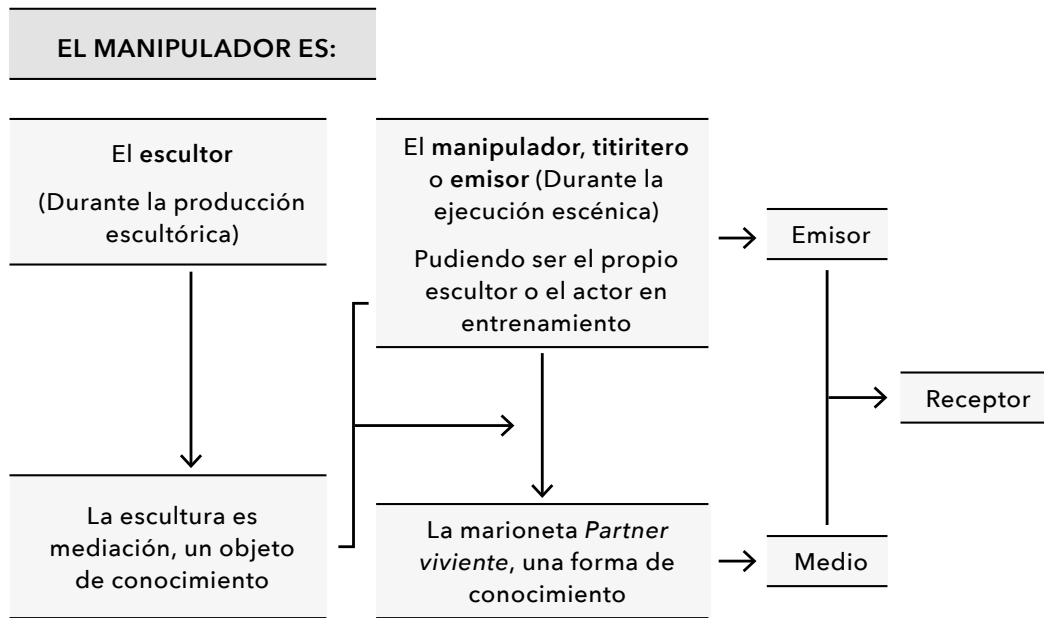 EL MANIPULADOR ES:
El escultor
(Durante la producción
escultórica)
El manipulador, titiritero
o emisor (Durante la
ejecución escénica)
Pudiendo ser el propio
escultor o el actor en
entrenamiento
Emisor
Receptor
La escultura es
mediación, un objeto
de conocimiento
La marioneta Partner
viviente, una forma de
conocimiento
Medio